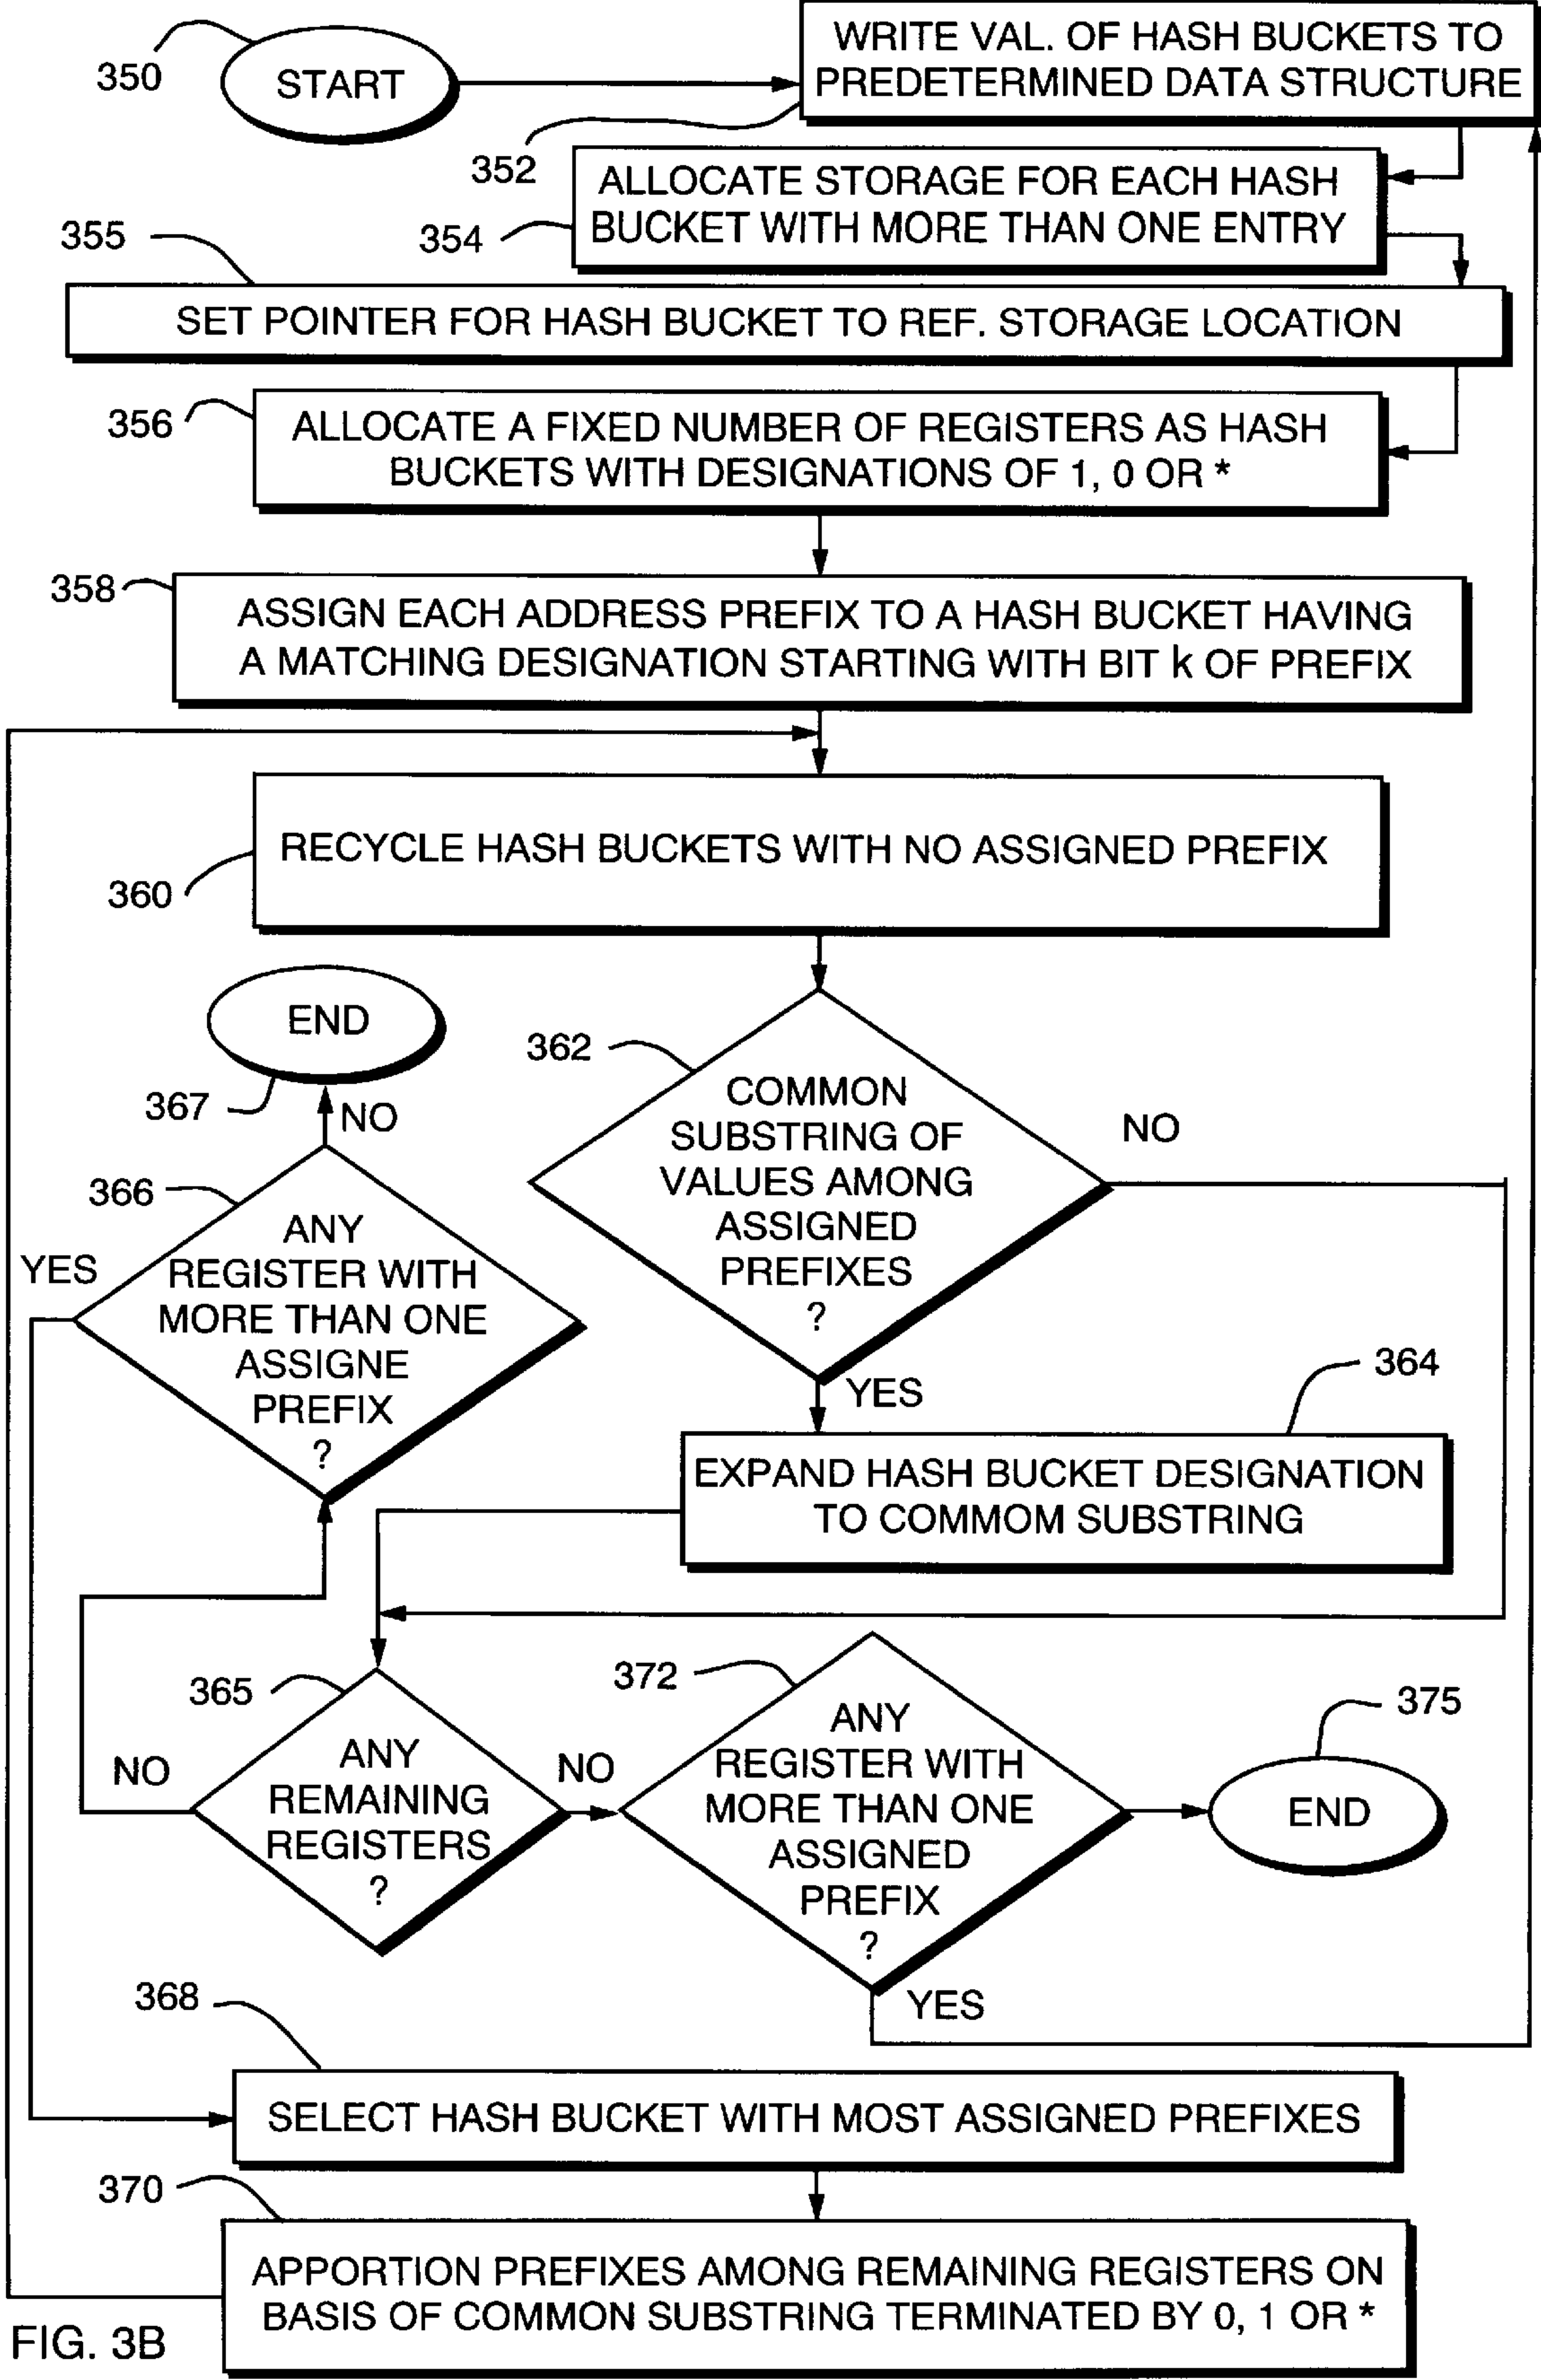 350
START
WRITE VAL. OF HASH BUCKETS TO
PREDETERMINED DATA STRUCTURE
352
354
ALLOCATE STORAGE FOR EACH HASH
BUCKET WITH MORE THAN ONE ENTRY
355
SET POINTER FOR HASH BUCKET TO REF. STORAGE LOCATION
356
ALLOCATE A FIXED NUMBER OF REGISTERS AS HASH
BUCKETS WITH DESIGNATIONS OF 1, 0 OR *
358
ASSIGN EACH ADDRESS PREFIX TO A HASH BUCKET HAVING
A MATCHING DESIGNATION STARTING WITH BIT k OF PREFIX
360
RECYCLE HASH BUCKETS WITH NO ASSIGNED PREFIX
END
367
NO
362
COMMON
SUBSTRING OF
VALUES AMONG
ASSIGNED
PREFIXES
?
NO
YES
366
YES
ANY
REGISTER WITH
MORE THAN ONE
ASSIGNE
PREFIX
?
364
EXPAND HASH BUCKET DESIGNATION
TO COMMOM SUBSTRING
365
NO
ANY
REMAINING
REGISTERS
?
NO
372
ANY
REGISTER WITH
MORE THAN ONE
ASSIGNED
PREFIX
?
YES
375
END
368
SELECT HASH BUCKET WITH MOST ASSIGNED PREFIXES
370
APPORTION PREFIXES AMONG REMAINING REGISTERS ON
BASIS OF COMMON SUBSTRING TERMINATED BY 0, 1 OR *
FIG. 3B